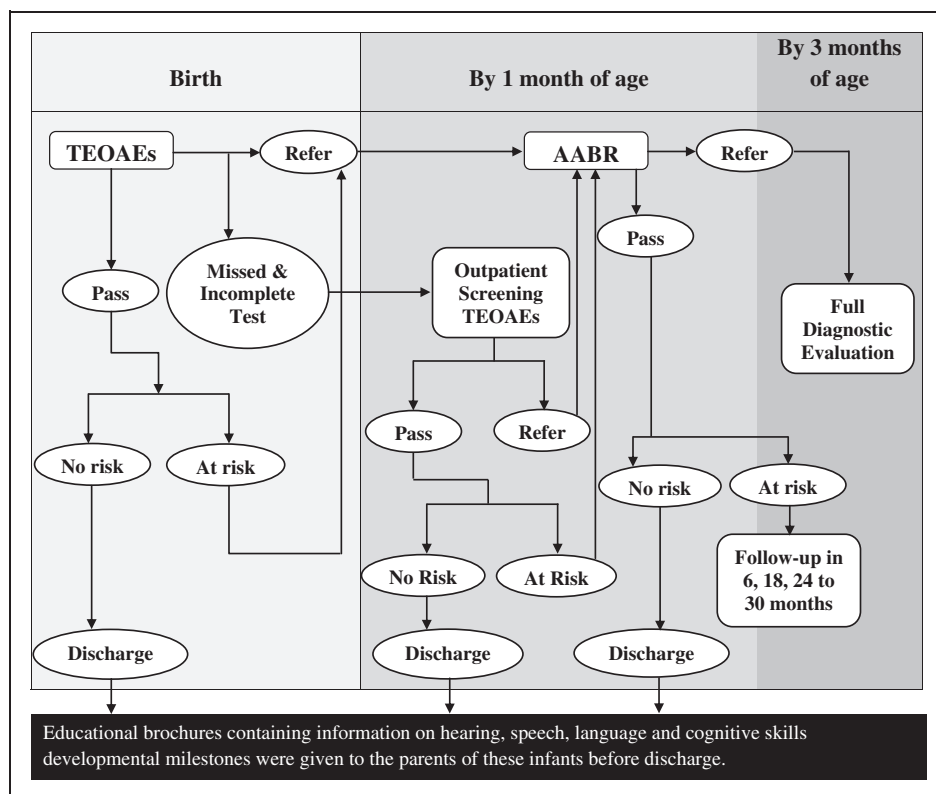 Birth
By 1 month of age
By 3 months
of age
TEOAEs
Refer
AABR
Refer
Pass
Missed &
Incomplete
Test
Outpatient
Screening
TEOAEs
Pass
Full
Diagnostic
Evaluation
Pass
Refer
No risk
At risk
No risk
At risk
No Risk
At Risk
Follow-up in
6, 18, 24 to
30 months
Discharge
Discharge
Discharge
Educational brochures containing information on hearing, speech, language and cognitive skills
developmental milestones were given to the parents of these infants before discharge.